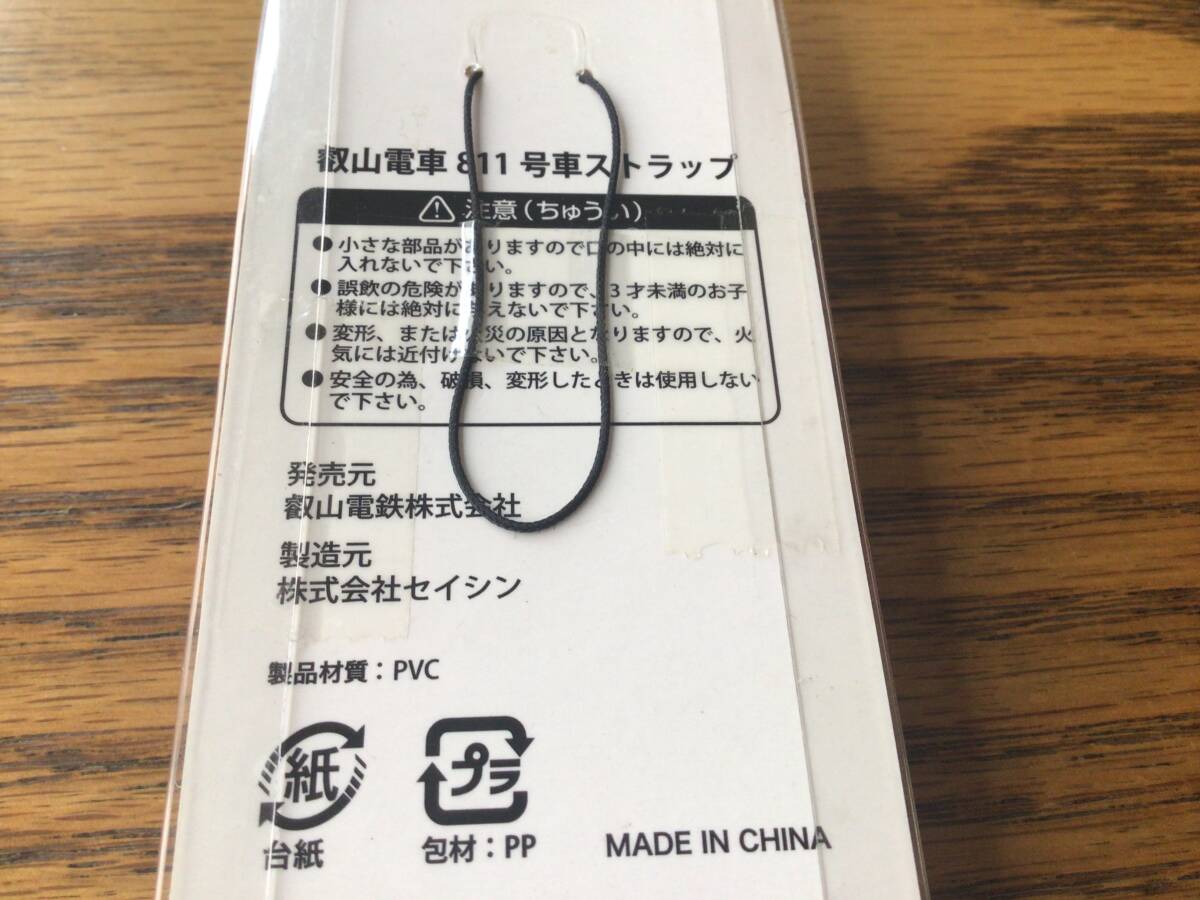 叡山電車 811 号車ストラップ
注意（ちゅうい）
●小さな部品がありますので口の中には絶対に
入れないで下さい。
●誤飲の危険がありますので、3才未満のお子
様には絶対に与えないで下さい。
●変形、または火災の原因となりますので、火
気には近付けないで下さい。
●安全の為、破損、変形したときは使用しない
で下さい。
発売元
叡山電鉄株式会社
製造元
株式会社セイシン
製品材質：PVC
紙
プラ
台紙
包材：PP
MADE IN CHINA